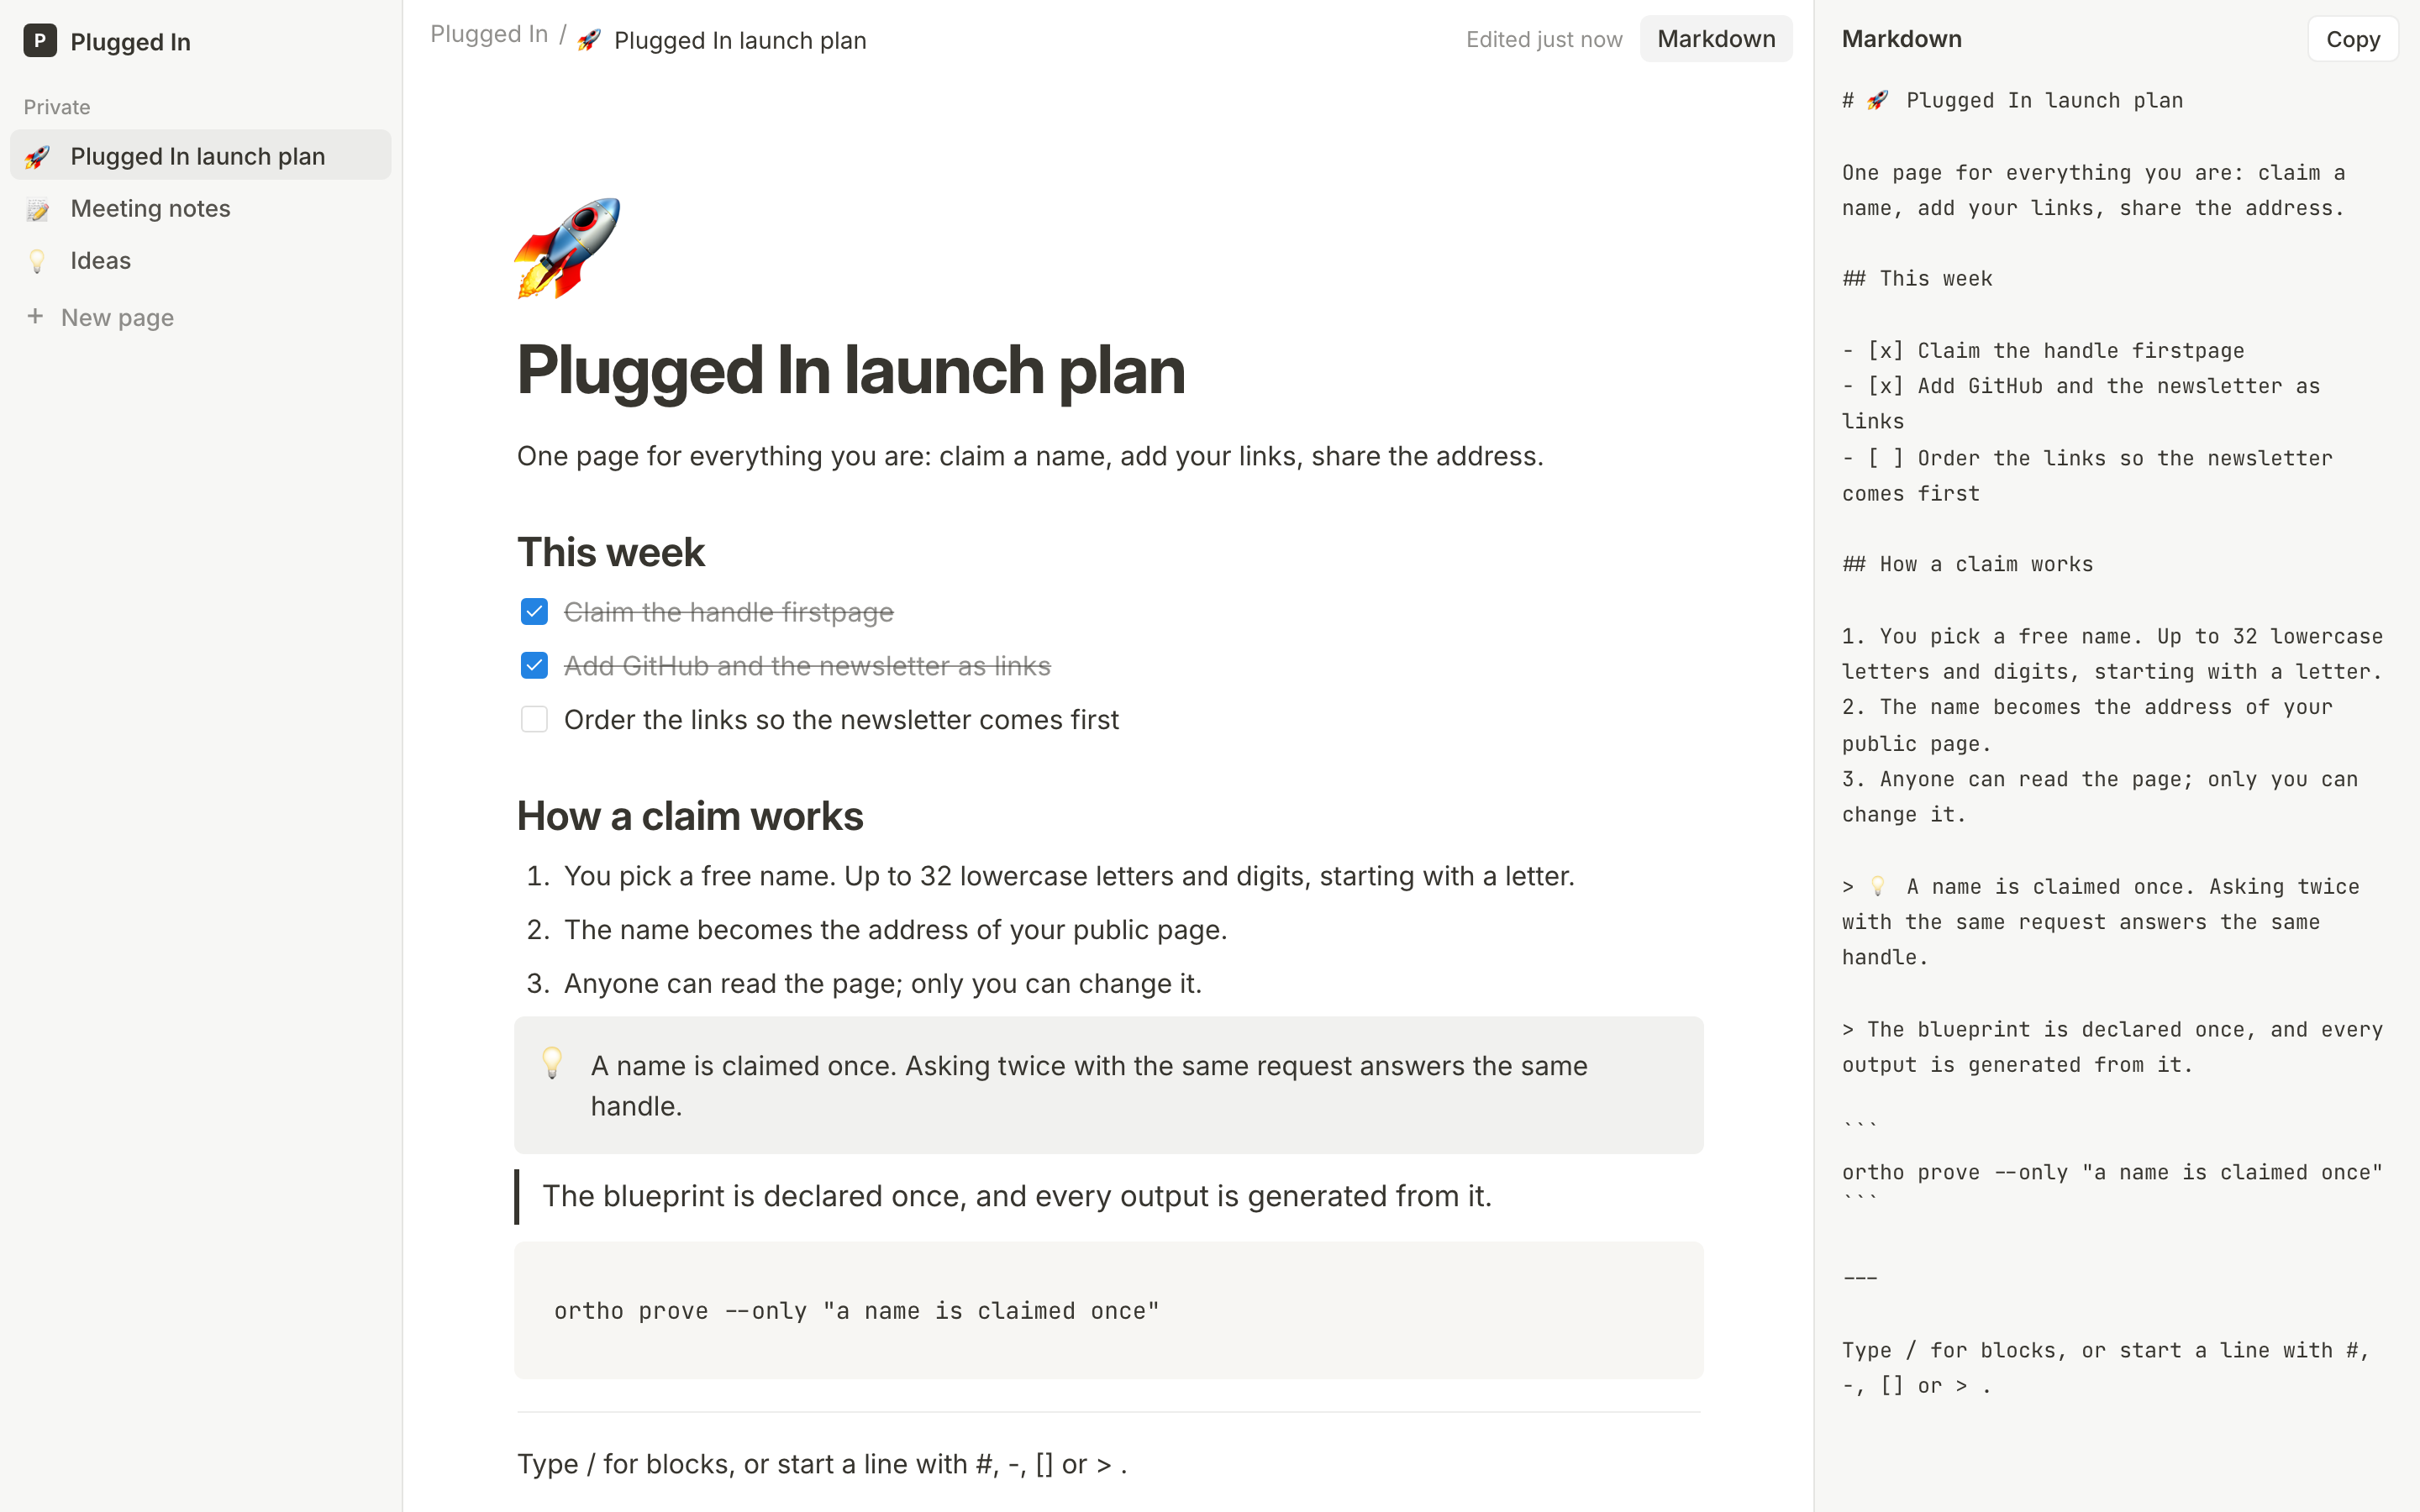 P Plugged In
Private
🚀 Plugged In launch plan
📝 Meeting notes
💡 Ideas
+ New page
Plugged In / 🚀 Plugged In launch plan
Edited just now
Markdown
🚀
Plugged In launch plan
One page for everything you are: claim a name, add your links, share the address.
This week
Claim the handle firstpage
Add GitHub and the newsletter as links
Order the links so the newsletter comes first
How a claim works
1. You pick a free name. Up to 32 lowercase letters and digits, starting with a letter.
2. The name becomes the address of your public page.
3. Anyone can read the page; only you can change it.
💡 A name is claimed once. Asking twice with the same request answers the same
handle.
The blueprint is declared once, and every output is generated from it.
ortho prove --only "a name is claimed once"
Type / for blocks, or start a line with #, -, [] or > .
Markdown
Copy
# 🚀 Plugged In launch plan
One page for everything you are: claim a
name, add your links, share the address.
## This week
- [x] Claim the handle firstpage
- [x] Add GitHub and the newsletter as
links
- [ ] Order the links so the newsletter
comes first
## How a claim works
1. You pick a free name. Up to 32 lowercase
letters and digits, starting with a letter.
2. The name becomes the address of your
public page.
3. Anyone can read the page; only you can
change it.
> 💡 A name is claimed once. Asking twice
with the same request answers the same
handle.
> The blueprint is declared once, and every
output is generated from it.
```
ortho prove --only "a name is claimed once"
```
---
Type / for blocks, or start a line with #,
-, [] or > .